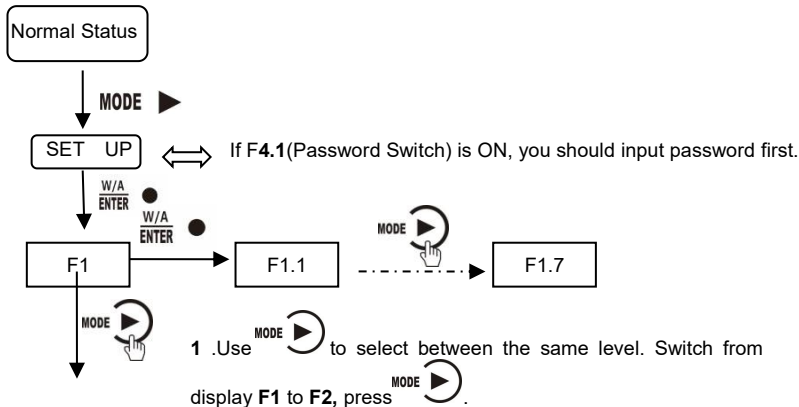 Normal Status
MODE ▶
SET UP
If F4.1(Password Switch) is ON, you should input password first.
W/A
ENTER
W/A
ENTER
MODE
F1
F1.1
F1.7
MODE
1 .Use MODE to select between the same level. Switch from
display F1 to F2, press MODE .